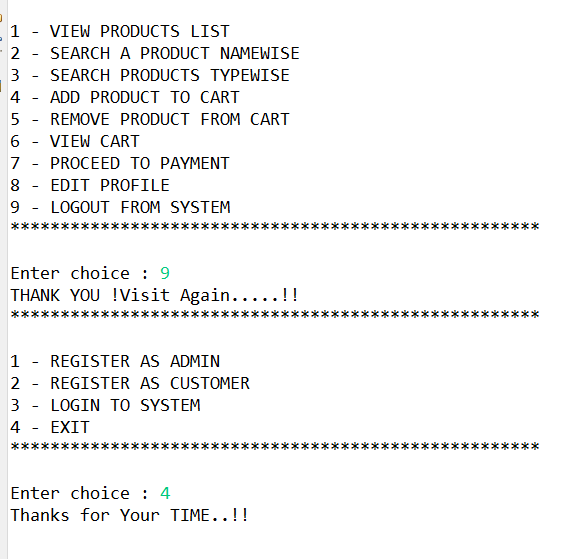 1 - VIEW PRODUCTS LIST
2 - SEARCH A PRODUCT NAMEWISE
3 - SEARCH PRODUCTS TYPEWISE
4 - ADD PRODUCT TO CART
5 - REMOVE PRODUCT FROM CART
6 - VIEW CART
7 - PROCEED TO PAYMENT
8 - EDIT PROFILE
9 - LOGOUT FROM SYSTEM
*****************************************************
Enter choice : 9
THANK YOU !Visit Again.....!!
*****************************************************
1 - REGISTER AS ADMIN
2 - REGISTER AS CUSTOMER
3 - LOGIN TO SYSTEM
4 - EXIT
*****************************************************
Enter choice : 4
Thanks for Your TIME..!!